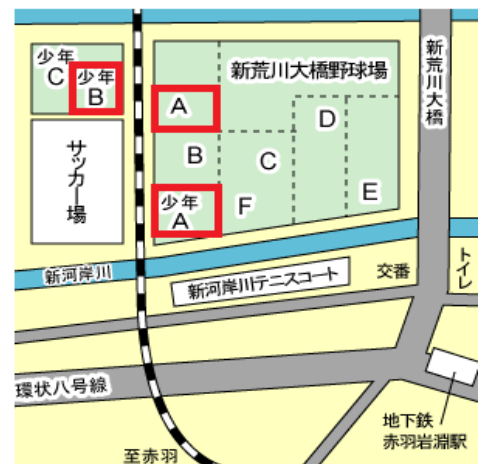 少年
C
少年
B
サッカー場
新荒川大橋野球場
A
B
少年
A
C
D
E
F
新荒川大橋
新河岸川
新河岸川テニスコート
交番
トイレ
環状八号線
地下鉄
赤羽岩淵駅
至赤羽